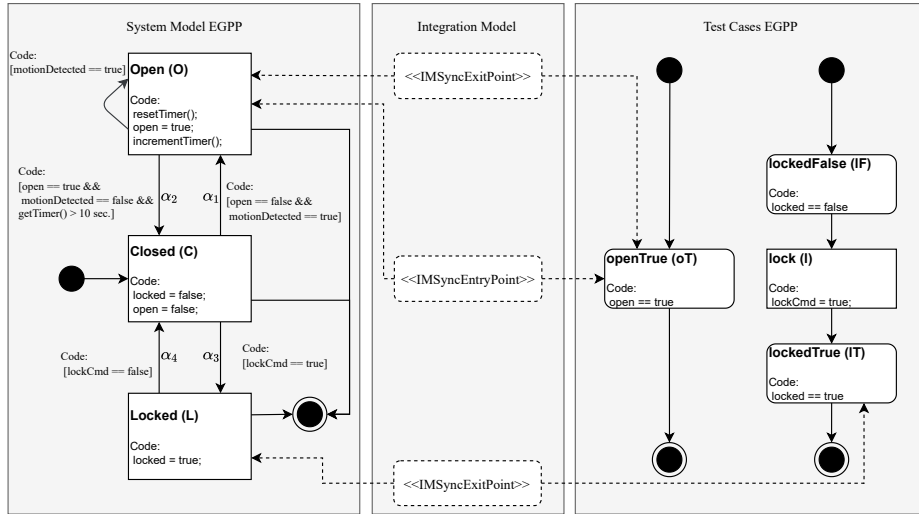 System Model EGPP
Integration Model
Test Cases EGPP
Code:
[motionDetected == true]
Open (O)
Code:
resetTimer();
open = true;
incrementTimer();
<<IMSyncExitPoint>>
Code:
[open == true &&
motionDetected == false &&
getTimer() > 10 sec.]
α2
α1
Code:
[open == false &&
motionDetected == true]
lockedFalse (lF)
Code:
locked == false
Closed (C)
Code:
locked = false;
open = false;
<<IMSyncEntryPoint>>
openTrue (oT)
Code:
open == true
lock (l)
Code:
lockCmd = true;
Code:
[lockCmd == false]
α4
α3
Code:
[lockCmd == true]
lockedTrue (lT)
Code:
locked == true
Locked (L)
Code:
locked = true;
<<IMSyncExitPoint>>